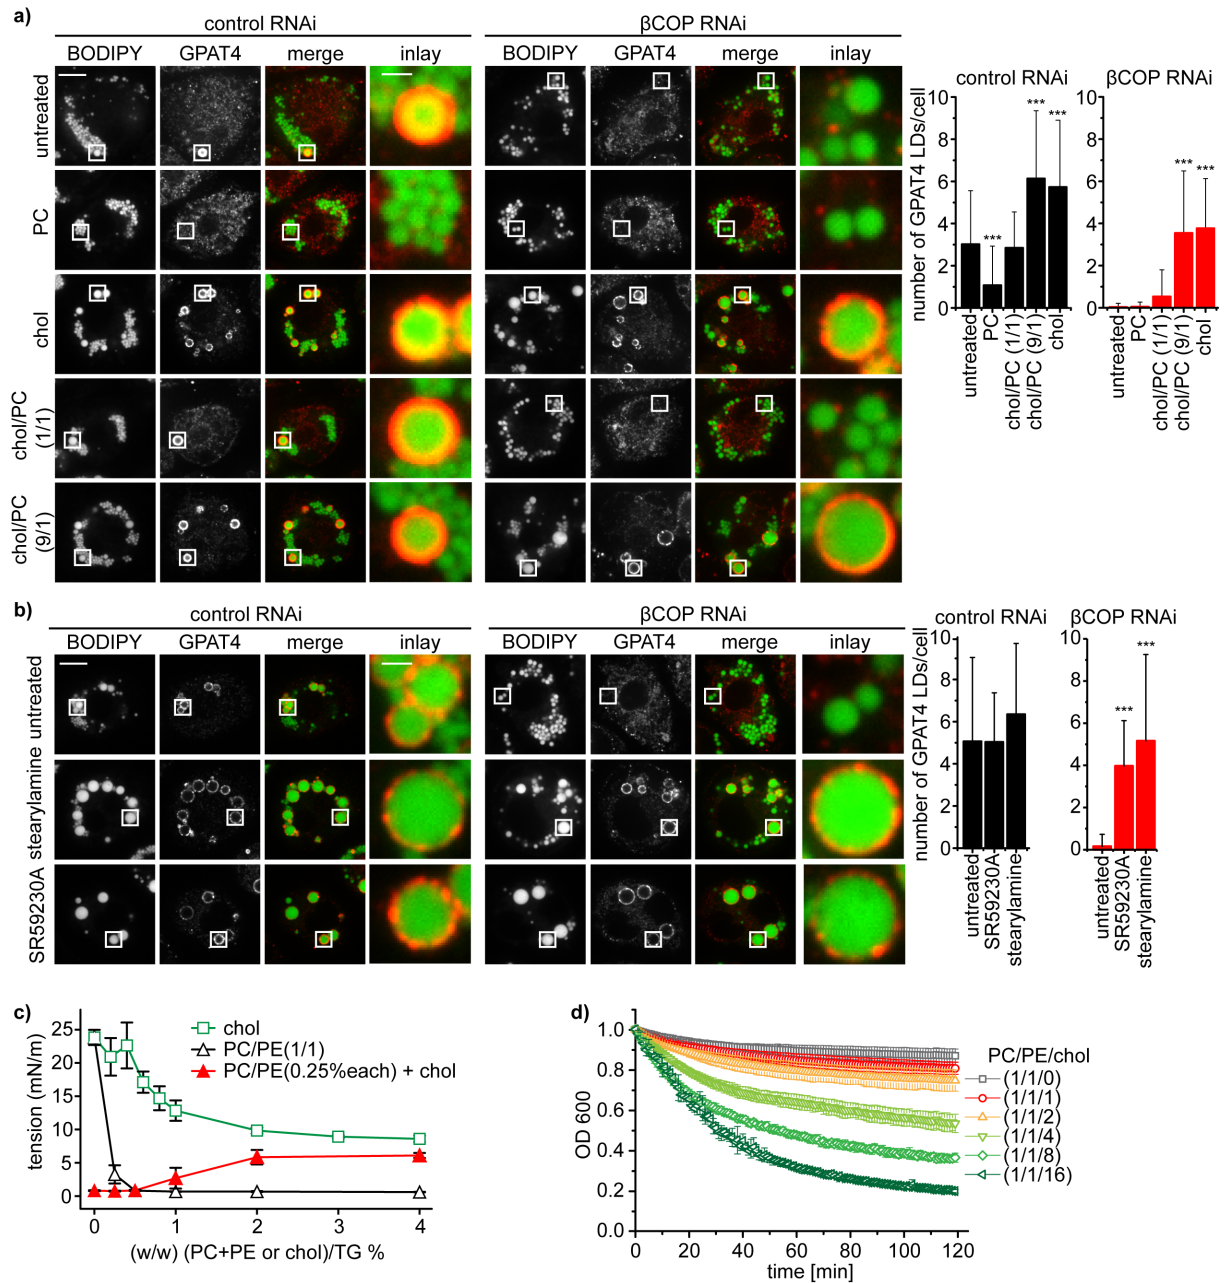 a)
control RNAi
βCOP RNAi
BODIPY GPAT4 merge inlay
BODIPY GPAT4 merge inlay
untreated
PC
chol
chol/PC
(1/1)
chol/PC
(9/1)
control RNAi
βCOP RNAi
number of GPAT4 LDs/cell
10
8
6
4
2
0
***
***
***
untreated
PC
chol/PC (1/1)
chol/PC (9/1)
chol
10
8
6
4
2
0
***
***
untreated
PC
chol/PC (1/1)
chol/PC (9/1)
chol
b)
control RNAi
βCOP RNAi
BODIPY GPAT4 merge inlay
BODIPY GPAT4 merge inlay
untreated
stearylamine
SR59230A
control RNAi
βCOP RNAi
number of GPAT4 LDs/cell
10
8
6
4
2
0
untreated
SR59230A
stearylamine
10
8
6
4
2
0
***
***
untreated
SR59230A
stearylamine
c)
tension (mN/m)
25
20
15
10
5
0
chol
PC/PE(1/1)
PC/PE(0.25%each) + chol
0 1 2 3 4
(w/w) (PC+PE or chol)/TG %
d)
OD 600
1.0
0.8
0.6
0.4
0.2
0.0
PC/PE/chol
(1/1/0)
(1/1/1)
(1/1/2)
(1/1/4)
(1/1/8)
(1/1/16)
0 20 40 60 80 100 120
time [min]